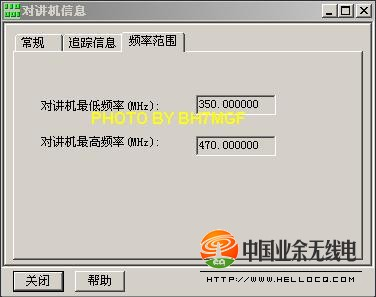 对讲机信息
常规 追踪信息 频率范围
对讲机最低频率(MHz): 350.000000
PHOTO BY BH7MGF
对讲机最高频率(MHz): 470.000000
中国业余无线电
关闭 帮助
HTTP://WWW.HELLOCQ.COM